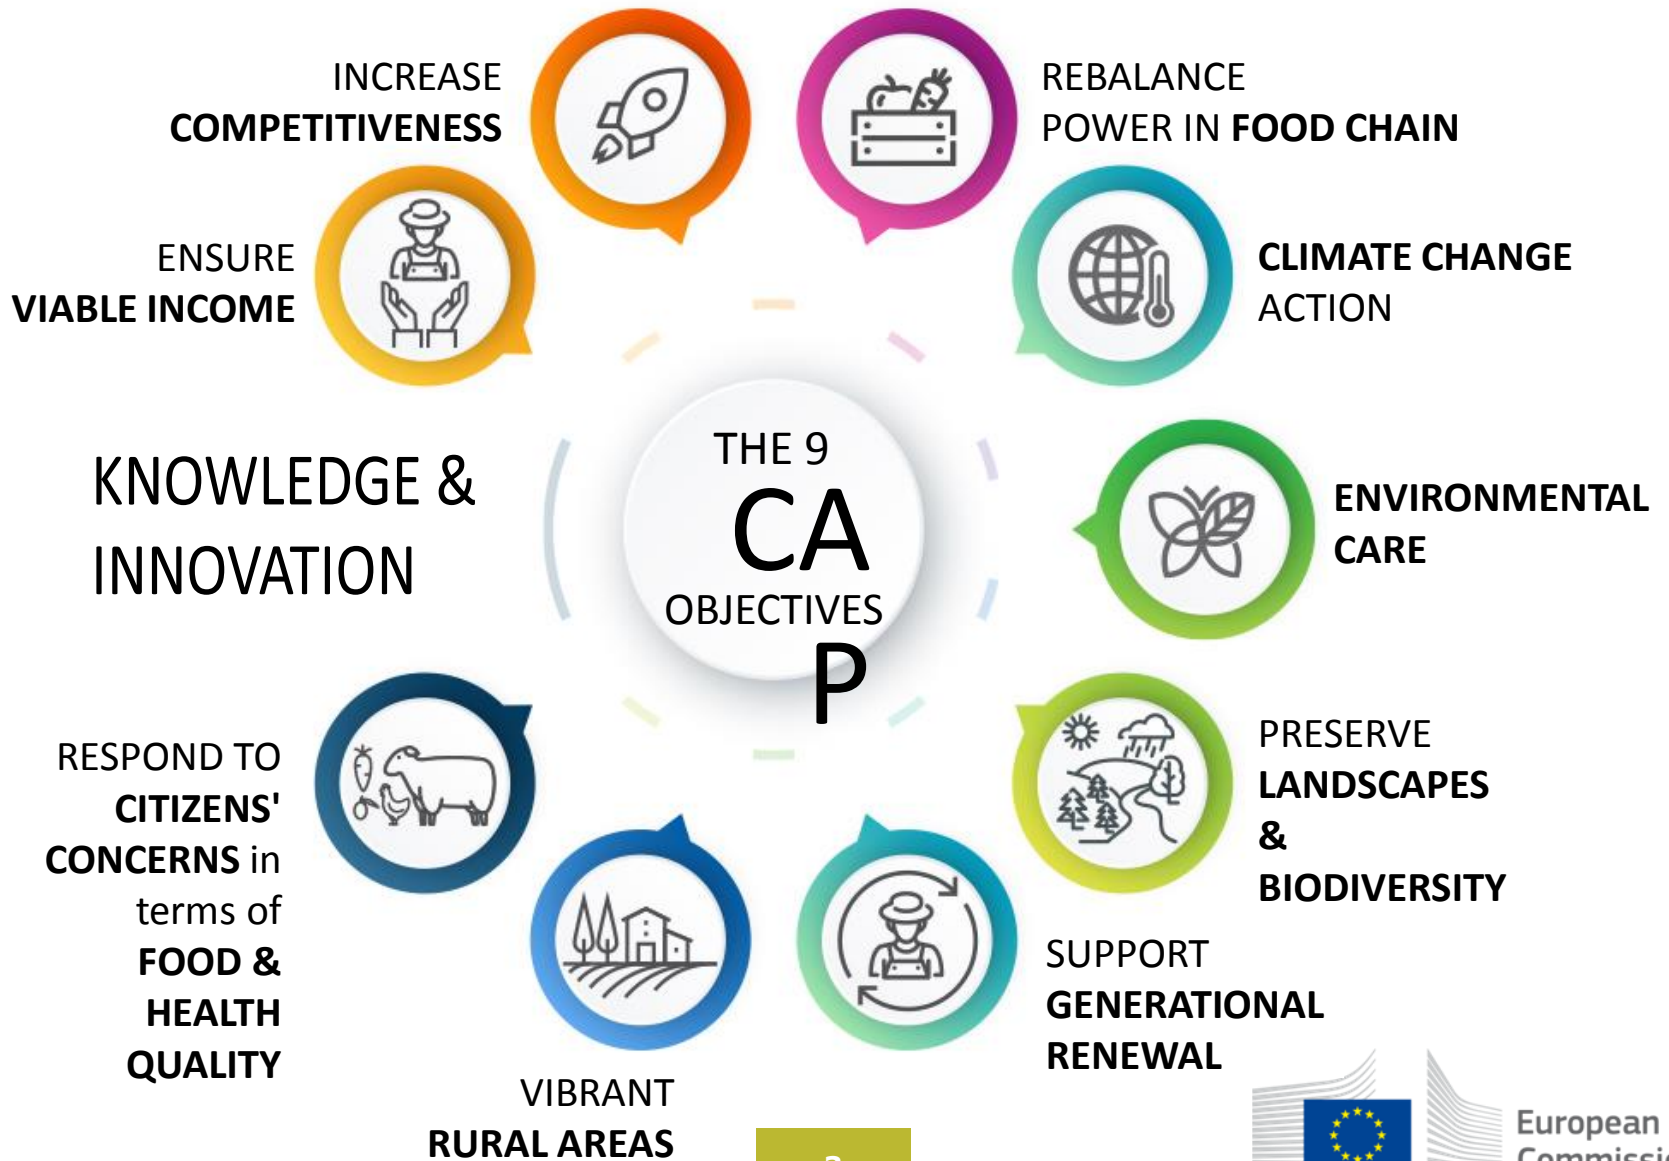 INCREASE
COMPETITIVENESS
REBALANCE
POWER IN FOOD CHAIN
ENSURE
VIABLE INCOME
CLIMATE CHANGE
ACTION
KNOWLEDGE &
INNOVATION
THE 9
CA
OBJECTIVES
P
ENVIRONMENTAL
CARE
RESPOND TO
CITIZENS'
CONCERNS in
terms of
FOOD &
HEALTH
QUALITY
PRESERVE
LANDSCAPES
&
BIODIVERSITY
SUPPORT
GENERATIONAL
RENEWAL
VIBRANT
RURAL AREAS
European